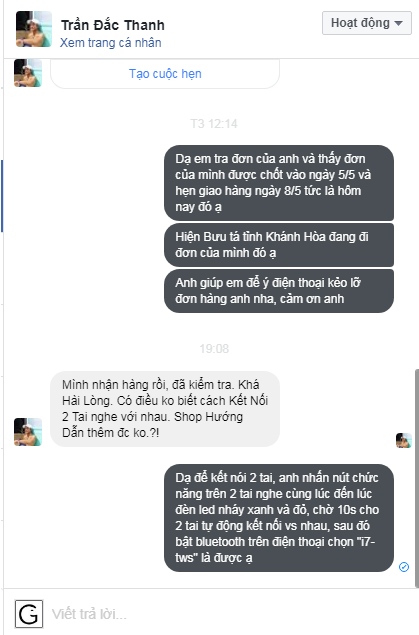 Trần Đắc Thanh
Hoạt động
Xem trang cá nhân
Tạo cuộc hẹn
T3 12:14
Dạ em tra đơn của anh và thấy đơn
của mình được chốt vào ngày 5/5 và
hẹn giao hàng ngày 8/5 tức là hôm
nay đó ạ
Hiện Bưu tá tỉnh Khánh Hòa đang đi
đơn của mình đó ạ
Anh giúp em để ý điện thoại kẻo lỡ
đơn hàng anh nha, cảm ơn anh
19:08
Mình nhận hàng rồi, đã kiểm tra. Khá
Hài Lòng. Có điều ko biết cách Kết Nối
2 Tai nghe với nhau. Shop Hướng
Dẫn thêm đc ko.?!
Dạ để kết nói 2 tai, anh nhấn nút chức
năng trên 2 tai nghe cùng lúc đến lúc
đèn led nháy xanh và đỏ, chờ 10s cho
2 tai tự động kết nối vs nhau, sau đó
bật bluetooth trên điện thoại chọn "i7-
tws" là được ạ
G
Viết trả lời...